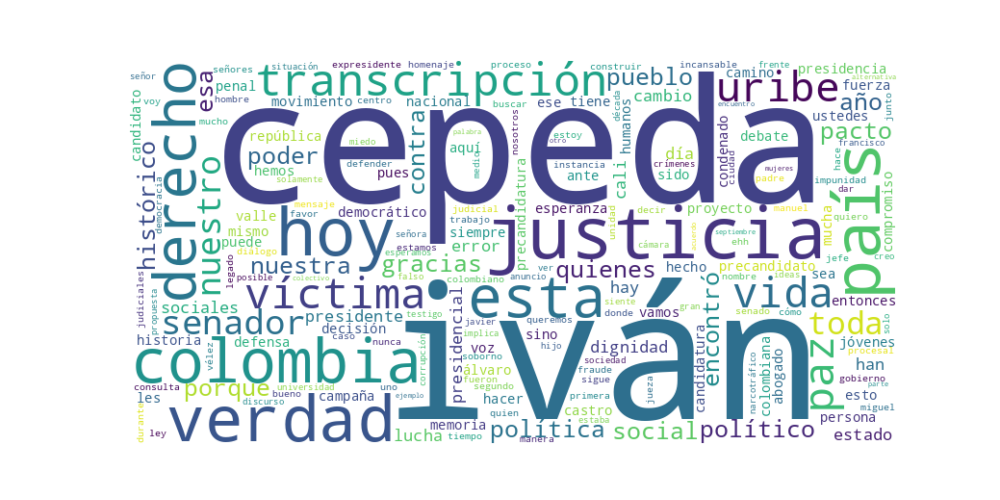 señor
señores
situación
expresidente
homenaje
proceso
construir
incansable
frente
alternativa
voy
hombre
mucho
penal
esa
transcripción
pueblo
camino
presidencia
movimiento
centro
nacional
buscar
ese
tiene
cambio
uribe
fuerza
junto
año
ustedes
candidato
derecho
república
miedo
poder
hemos
defender
solamente
pues
contra
aquí
palabra
media
nosotros
estoy
otro
década
humanos
cepeda
día
debate
condenado
pacto
encuentro
francisco
por
histórico
democracia
nuestro
mensaje
favor
democrático
judicial
trabajo
instancia
ante
cali
sido
crímenes
ciudad
mujeres
padre
hace
impunidad
dar
valle
mismo
puede
diálogo
hoy
señora
estamos
siempre
error
esperanza
precandidatura
unidad
decir
proyecto
manuel
mucha
quiero
compromiso
justicia
cámara
septiembre
acuerdo
ehh
país
judiciales
propuesta
legado
nuestra
posible
colectivo
esperamos
gracias
colombiano
ver
anuncio
quienes
hecho
precandidato
nombre
ideas
jefe
creo
sea
sociales
víctima
esta
siente
donde
hay
vamos
gran
encontró
vida
senado
cómo
solo
entonces
senador
presidente
testigo
javier
queremos
historia
defensa
decisión
caso
nunca
corrupción
presidencial
voz
sino
implica
hijo
dignidad
sociedad
candidatura
toda
jóvenes
colombia
vélez
iván
álvaro
soborno
fraude
fueron
segundo
sigue
primera
jueza
narcotráfico
colombiana
abogado
paz
procesal
han
gobierno
parte
consulta
les
porque
universidad
bueno
campaña
uno
ejemplo
discurso
hacer
quien
castro
estaba
esto
miguel
persona
durante
ley
verdad
memoria
lucha
tiempo
política
manera
social
político
estado